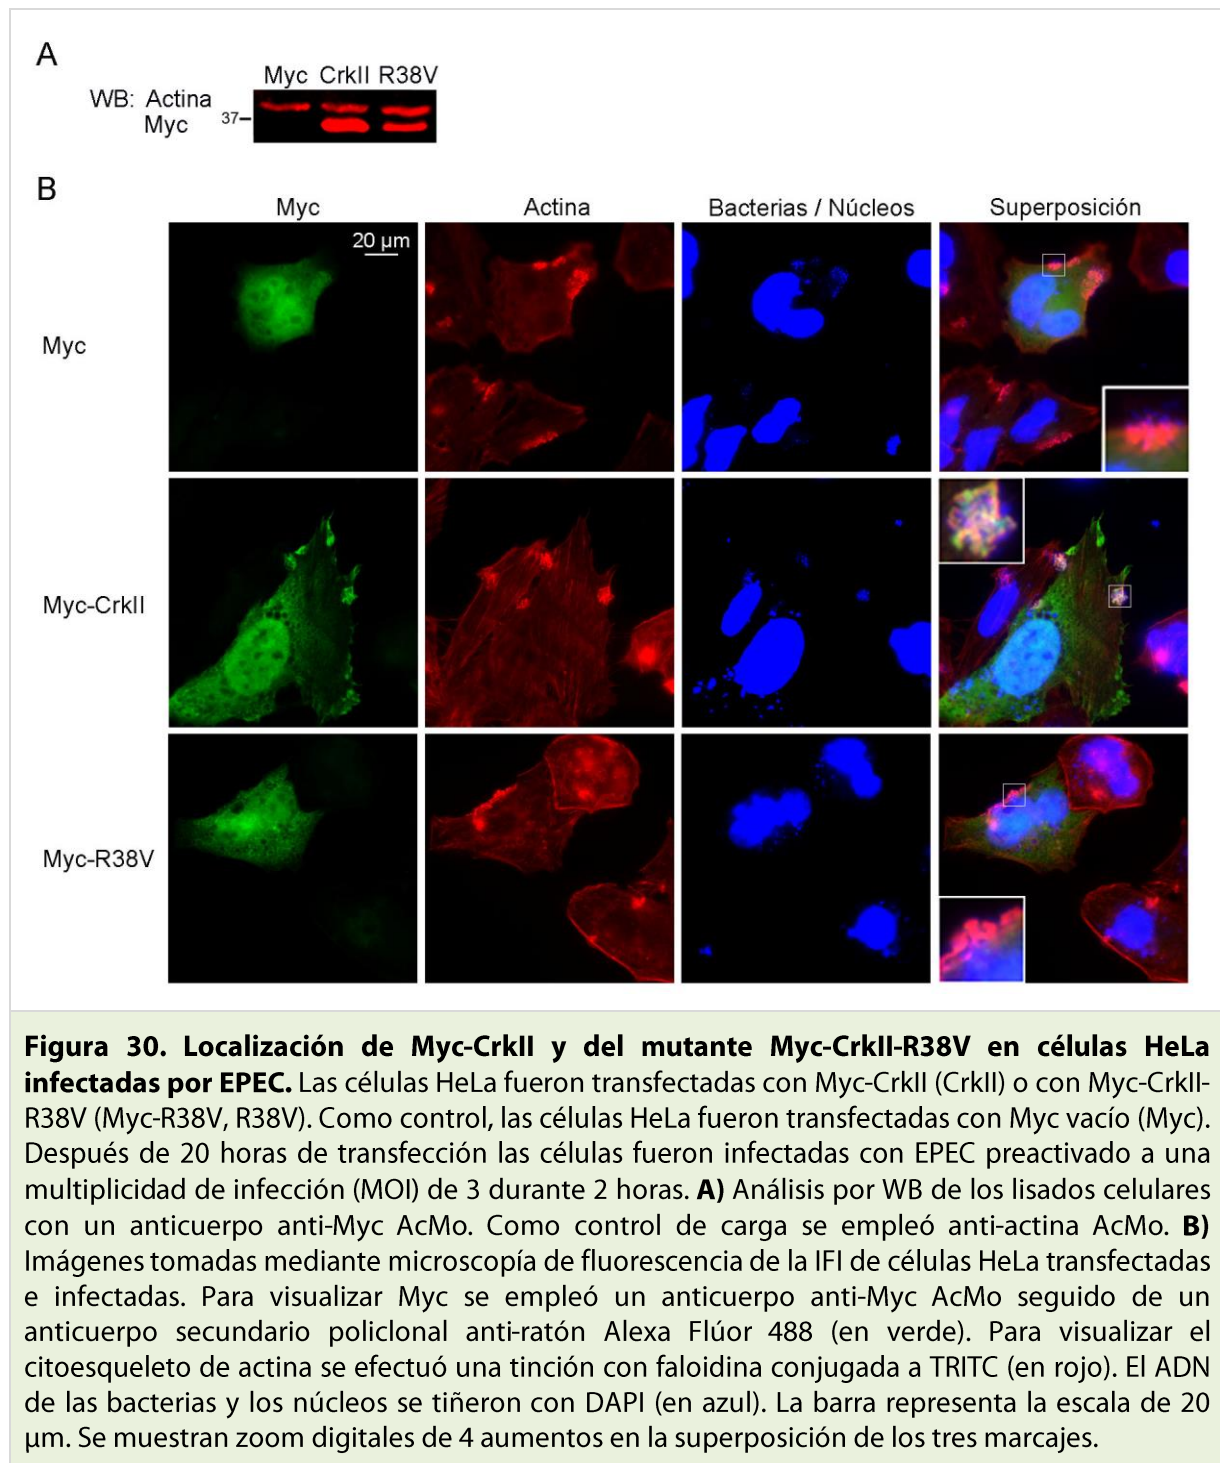 A
Myc CrkII R38V
WB: Actina
Myc
37
B
Myc Actina Bacterias / Núcleos Superposición
20 µm
Myc
Myc-CrkII
Myc-R38V
Figura 30. Localización de Myc-CrkII y del mutante Myc-CrkII-R38V en células HeLa
infectadas por EPEC. Las células HeLa fueron transfectadas con Myc-CrkII (CrkII) o con Myc-CrkII-
R38V (Myc-R38V, R38V). Como control, las células HeLa fueron transfectadas con Myc vacío (Myc).
Después de 20 horas de transfección las células fueron infectadas con EPEC preactivado a una
multiplicidad de infección (MOI) de 3 durante 2 horas. A) Análisis por WB de los lisados celulares
con un anticuerpo anti-Myc AcMo. Como control de carga se empleó anti-actina AcMo. B)
Imágenes tomadas mediante microscopía de fluorescencia de la IFI de células HeLa transfectadas
e infectadas. Para visualizar Myc se empleó un anticuerpo anti-Myc AcMo seguido de un
anticuerpo secundario policlonal anti-ratón Alexa Flúor 488 (en verde). Para visualizar el
citoesqueleto de actina se efectuó una tinción con faloidina conjugada a TRITC (en rojo). El ADN
de las bacterias y los núcleos se tiñeron con DAPI (en azul). La barra representa la escala de 20
µm. Se muestran zoom digitales de 4 aumentos en la superposición de los tres marcajes.